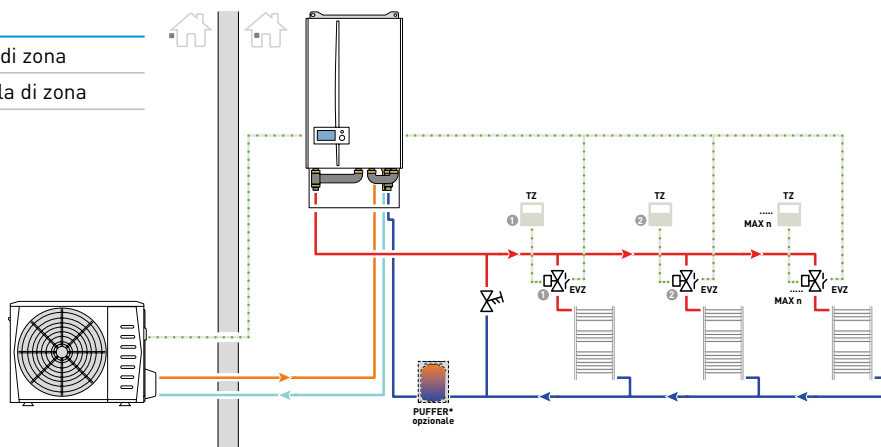 di zona
la di zona
TZ
TZ
TZ
1
2
.....
MAX n
EVZ
EVZ
EVZ
1
2
.....
MAX n
PUFFER*
opzionale